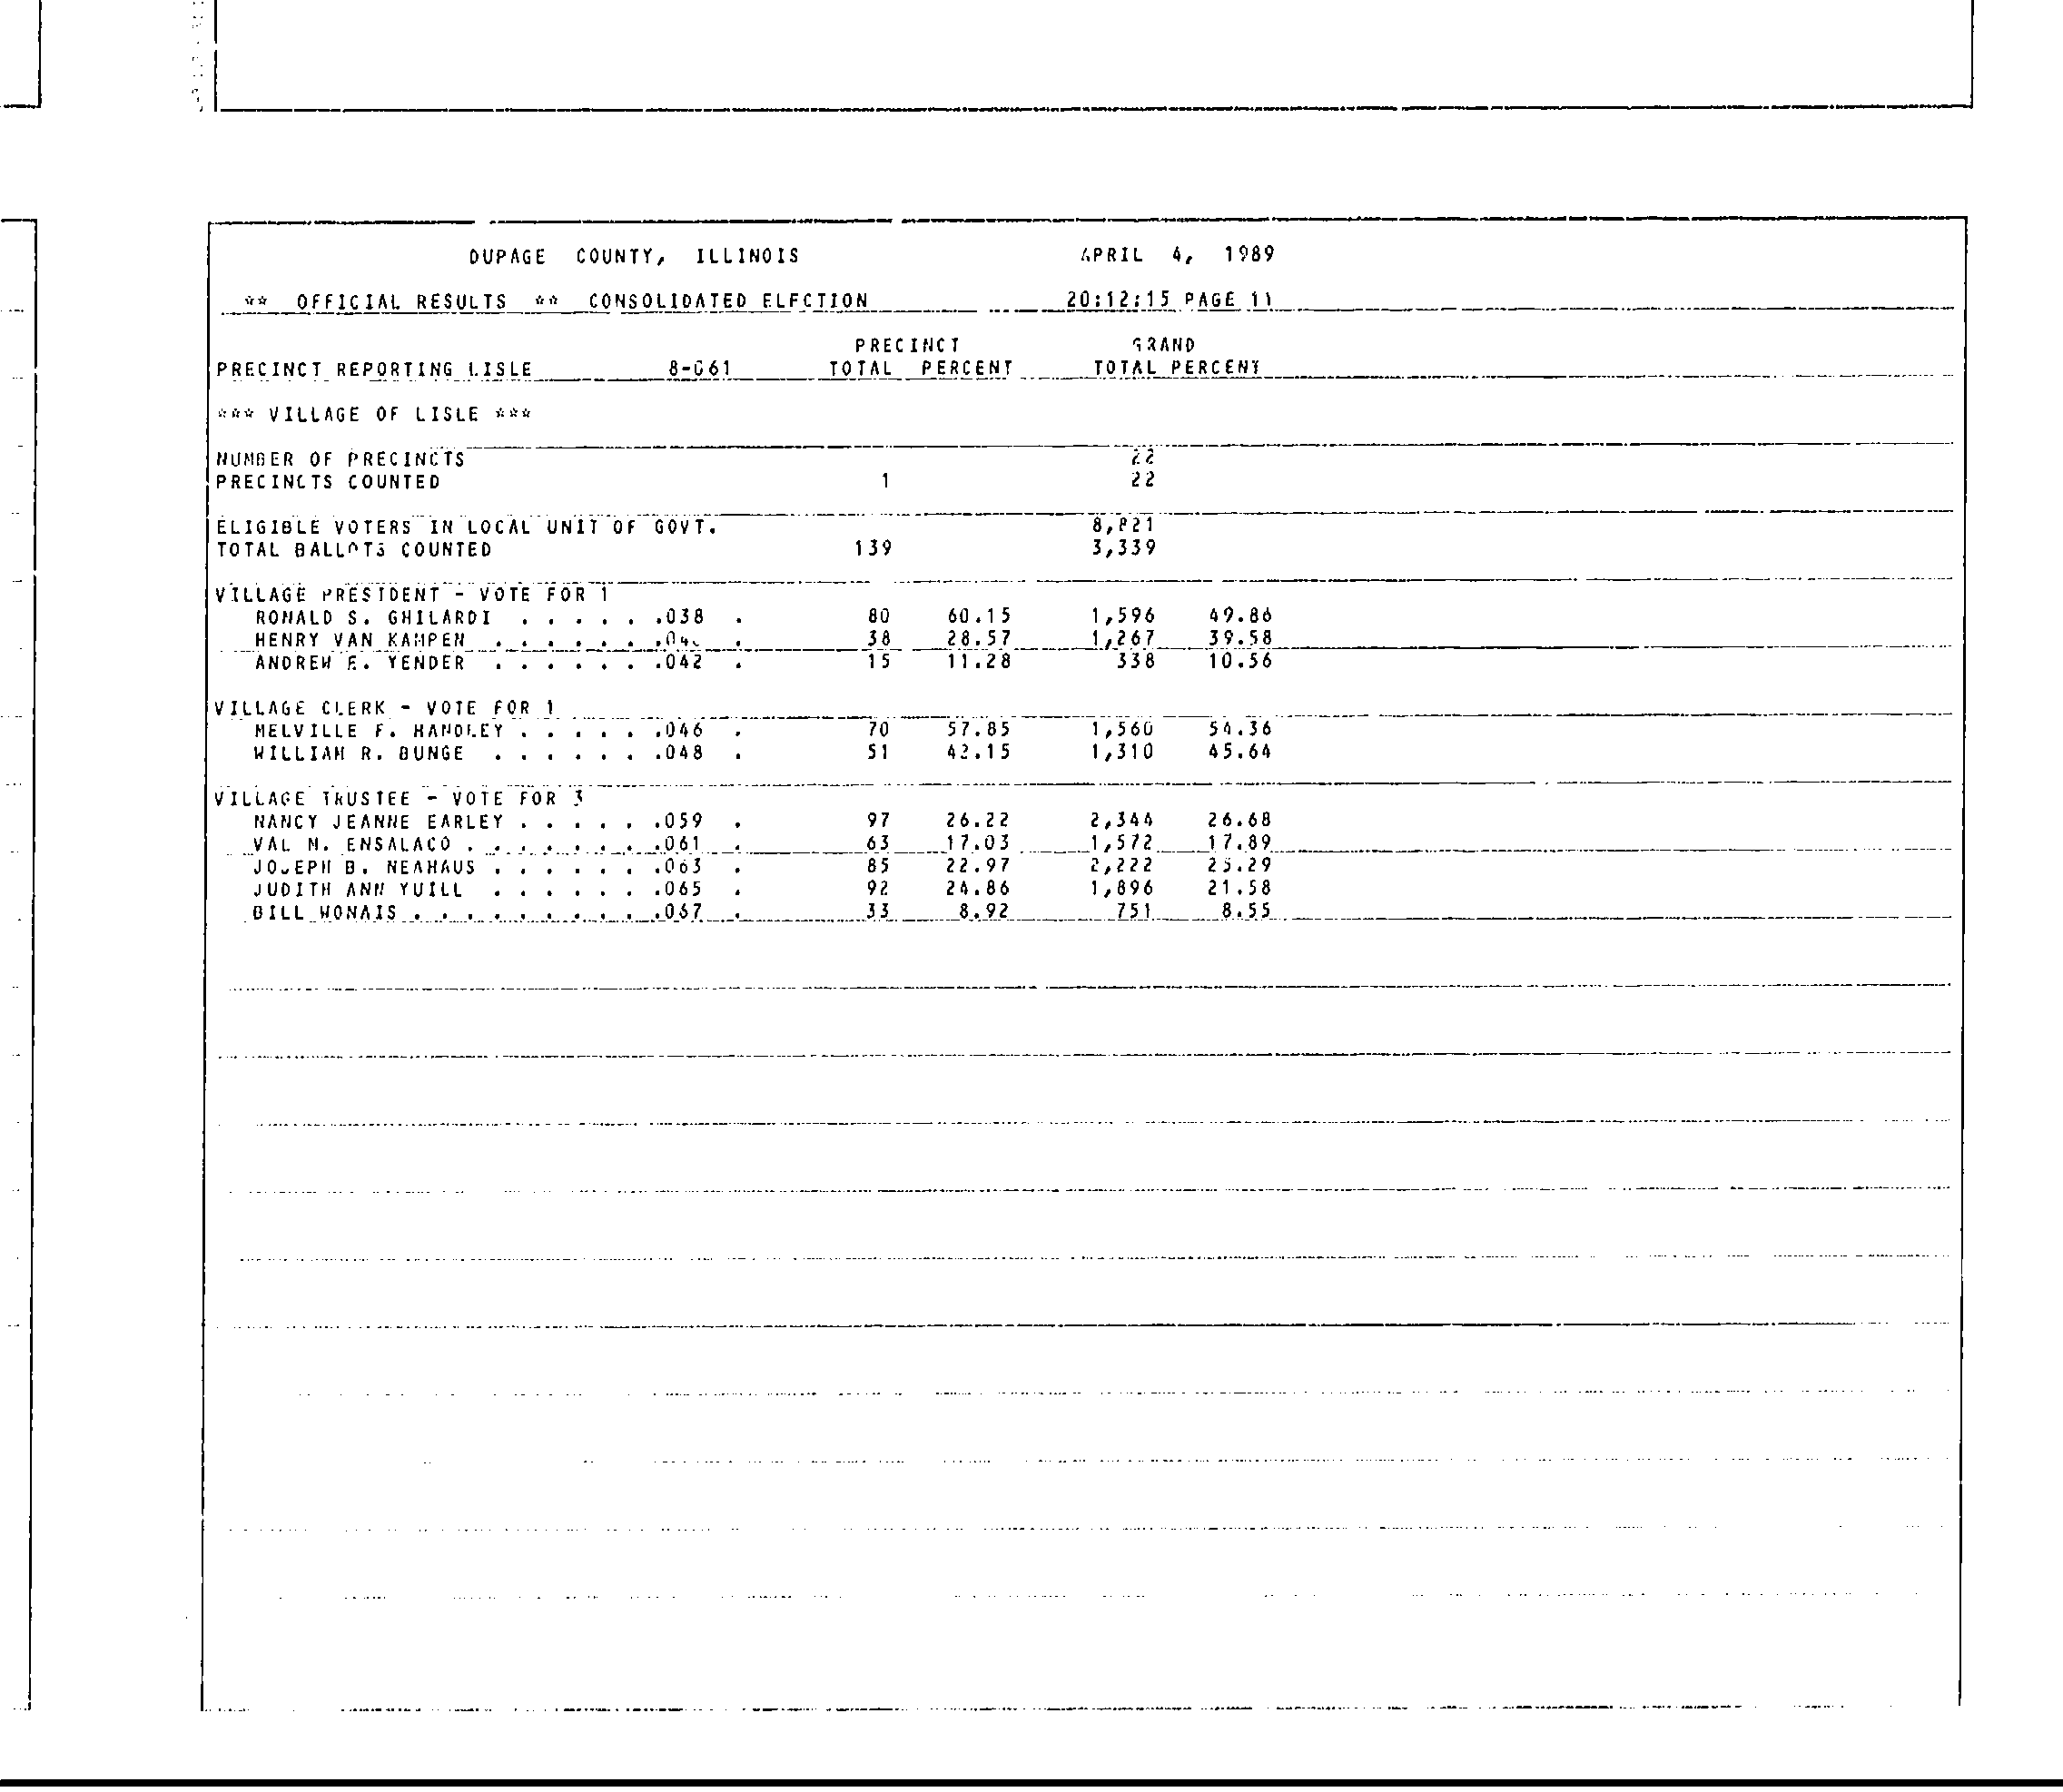 DUPAGE COUNTY, ILLINOIS APRIL 4, 1989
** OFFICIAL RESULTS ** CONSOLIDATED ELECTION 20:12:15 PAGE 11
PRECINCT GRAND
PRECINCT REPORTING LISLE 8-061 TOTAL PERCENT TOTAL PERCENT
*** VILLAGE OF LISLE ***
NUMBER OF PRECINCTS 22
PRECINCTS COUNTED 1 22
ELIGIBLE VOTERS IN LOCAL UNIT OF GOVT. 8,821
TOTAL BALLOTS COUNTED 139 3,339
VILLAGE PRESIDENT - VOTE FOR 1
RONALD S. GHILARDI . . . . . .038 . 80 60.15 1,596 49.86
HENRY VAN KAMPEN . . . . . . . 38 28.57 1,267 39.58
ANDREW E. YENDER . . . . . . .042 . 15 11.28 338 10.56
VILLAGE CLERK - VOTE FOR 1
MELVILLE F. HANDLEY . . . . . .046 . 70 57.85 1,560 54.36
WILLIAM R. BUNGE . . . . . . .048 . 51 42.15 1,310 45.64
VILLAGE TRUSTEE - VOTE FOR 3
NANCY JEANNE EARLEY . . . . . .059 . 97 26.22 2,344 26.68
VAL M. ENSALACO . . . . . . . .061 . 63 17.03 1,572 17.89
JOSEPH B. NEAHAUS . . . . . . .063 . 85 22.97 2,222 25.29
JUDITH ANN YUILL . . . . . . .065 . 92 24.86 1,896 21.58
BILL WONAIS . . . . . . . . . .067 . 33 8.92 751 8.55